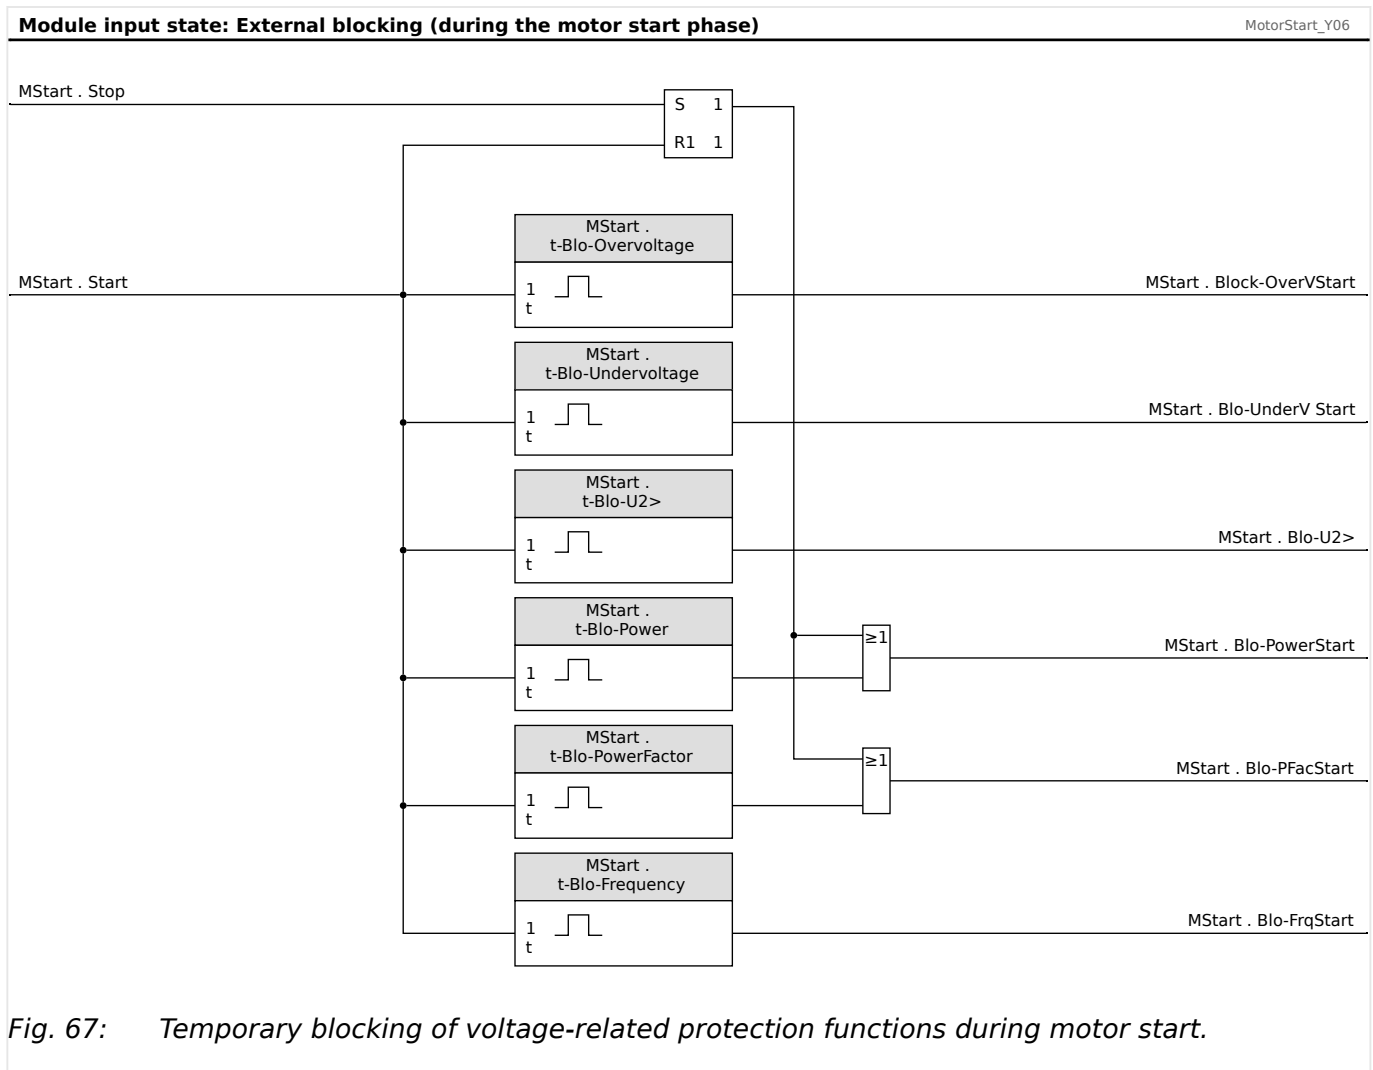 Module input state: External blocking (during the motor start phase)
MotorStart_Y06
MStart . Stop
S 1
R1 1
MStart .
t-Blo-Overvoltage
MStart . Start
1
t
MStart . Block-OverVStart
MStart .
t-Blo-Undervoltage
1
t
MStart . Blo-UnderV Start
MStart .
t-Blo-U2>
1
t
MStart . Blo-U2>
MStart .
t-Blo-Power
1
t
≥1
MStart . Blo-PowerStart
MStart .
t-Blo-PowerFactor
1
t
≥1
MStart . Blo-PFacStart
MStart .
t-Blo-Frequency
1
t
MStart . Blo-FrqStart
Fig. 67: Temporary blocking of voltage-related protection functions during motor start.